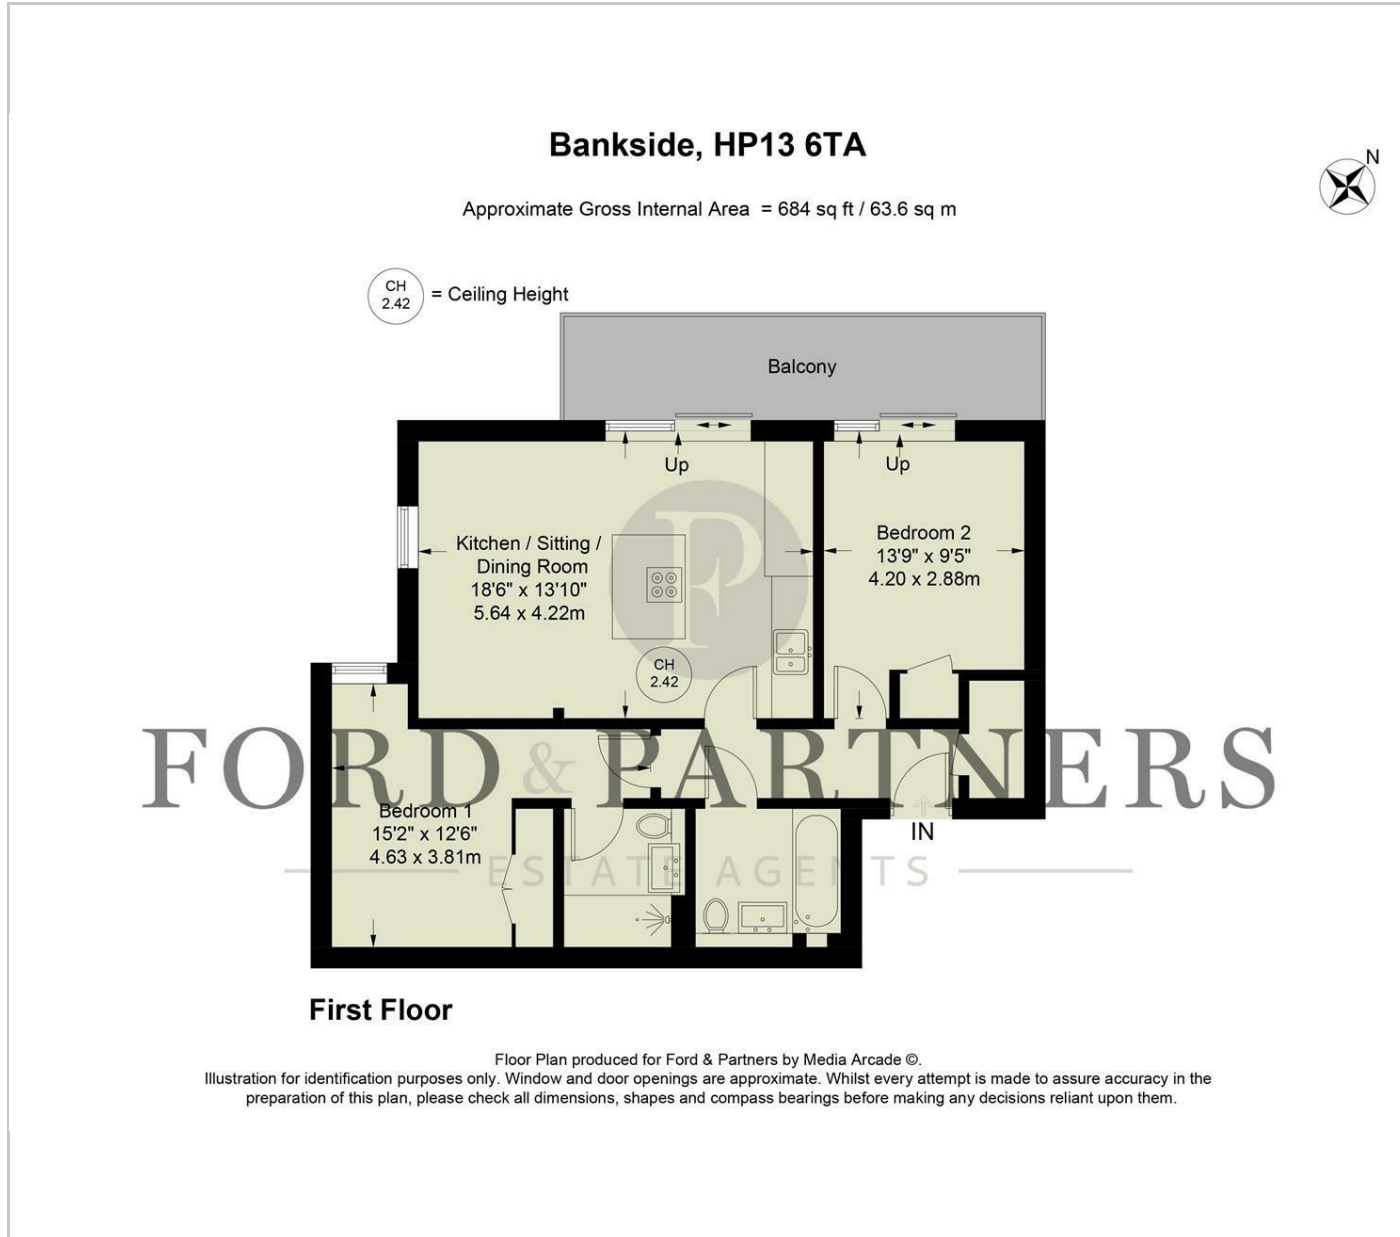 Bankside, HP13 6TA
N
Approximate Gross Internal Area = 684 sq ft / 63.6 sq m
CH
2.42
= Ceiling Height
Balcony
Up
Up
Kitchen / Sitting /
Dining Room
18'6" x 13'10"
5.64 x 4.22m
Bedroom 2
13'9" x 9'5"
4.20 x 2.88m
CH
2.42
FORD & PARTNERS
ESTATE AGENTS
Bedroom 1
15'2" x 12'6"
4.63 x 3.81m
IN
First Floor
Floor Plan produced for Ford & Partners by Media Arcade ©.
Illustration for identification purposes only. Window and door openings are approximate. Whilst every attempt is made to assure accuracy in the
preparation of this plan, please check all dimensions, shapes and compass bearings before making any decisions reliant upon them.